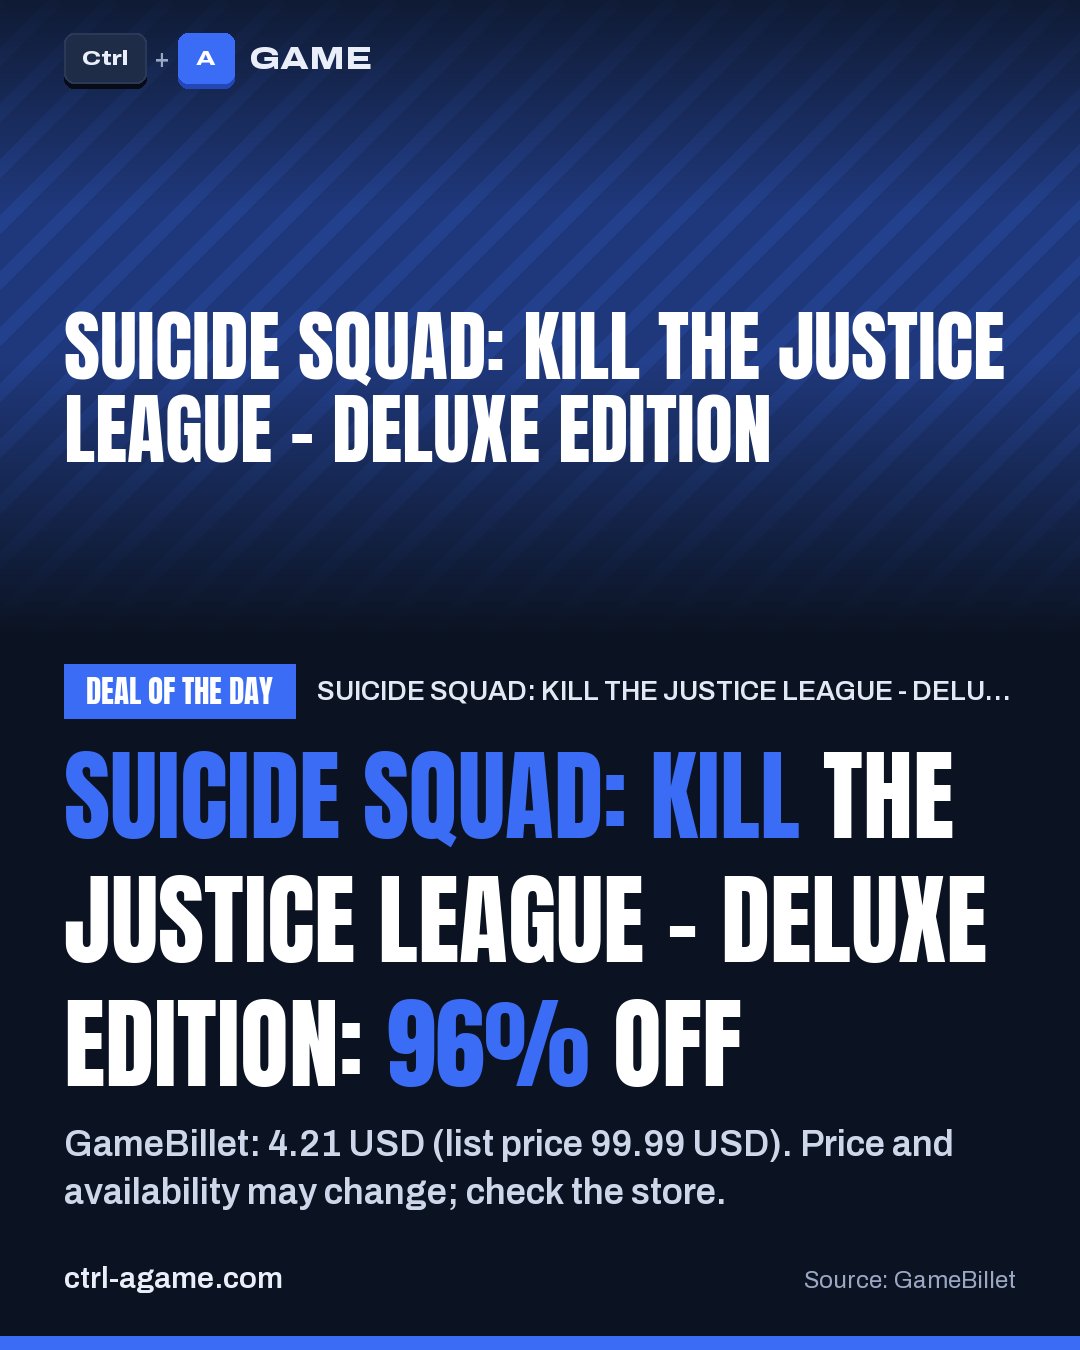 Ctrl + A GAME
SUICIDE SQUAD: KILL THE JUSTICE
LEAGUE - DELUXE EDITION
DEAL OF THE DAY SUICIDE SQUAD: KILL THE JUSTICE LEAGUE - DELU...
SUICIDE SQUAD: KILL THE
JUSTICE LEAGUE - DELUXE
EDITION: 96% OFF
GameBillet: 4.21 USD (list price 99.99 USD). Price and
availability may change; check the store.
ctrl-agame.com Source: GameBillet